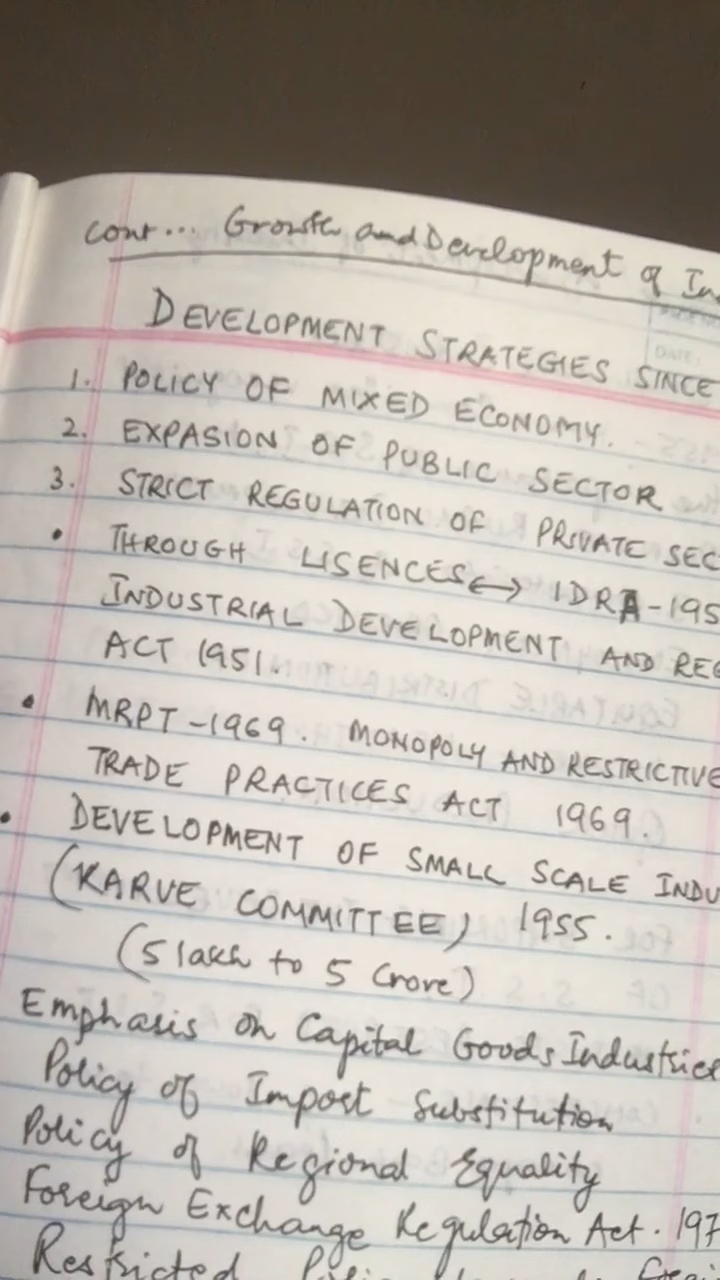 cont... Growth and Development of In
DEVELOPMENT STRATEGIES SINCE
DATE:
1. POLICY OF MIXED ECONOMY.
2. EXPASION OF PUBLIC SECTOR
3. STRICT REGULATION OF PRIVATE SEC
• THROUGH LISENCES ↔ IDRA-195
INDUSTRIAL DEVELOPMENT AND REG
ACT 1951.
• MRPT-1969. MONOPOLY AND RESTRICTIVE
TRADE PRACTICES ACT 1969.
• DEVELOPMENT OF SMALL SCALE INDU
(KARVE COMMITTEE) 1955.
(5 lakh to 5 Crore)
Emphasis on Capital Goods Industries
Policy of Import Substitution
Policy of Regional Equality
Foreign Exchange Regulation Act. 197
Restricted